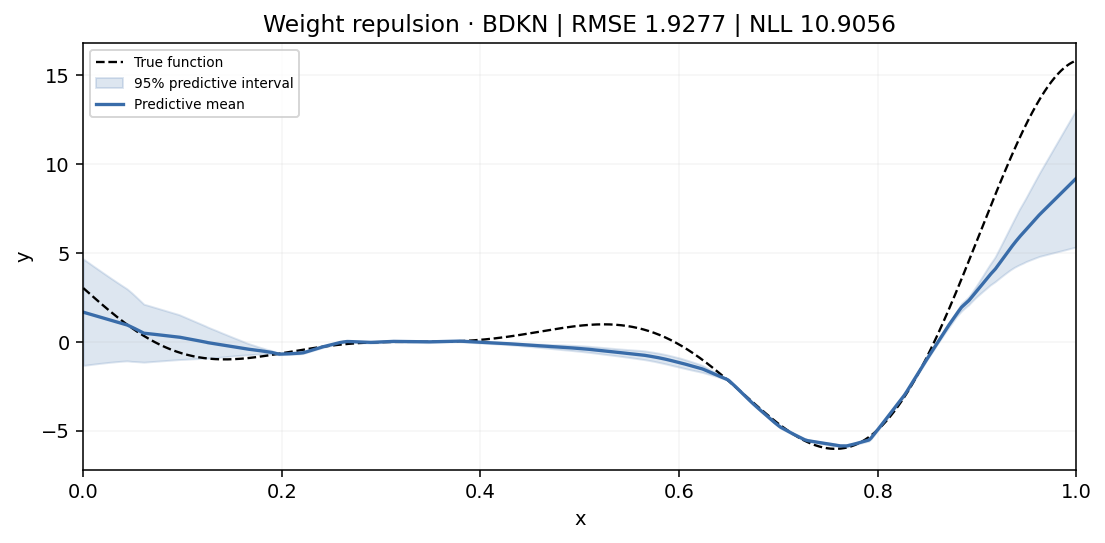 Weight repulsion · BDKN | RMSE 1.9277 | NLL 10.9056
True function
95% predictive interval
Predictive mean
15
10
5
0
−5
y
0.0 0.2 0.4 0.6 0.8 1.0
x